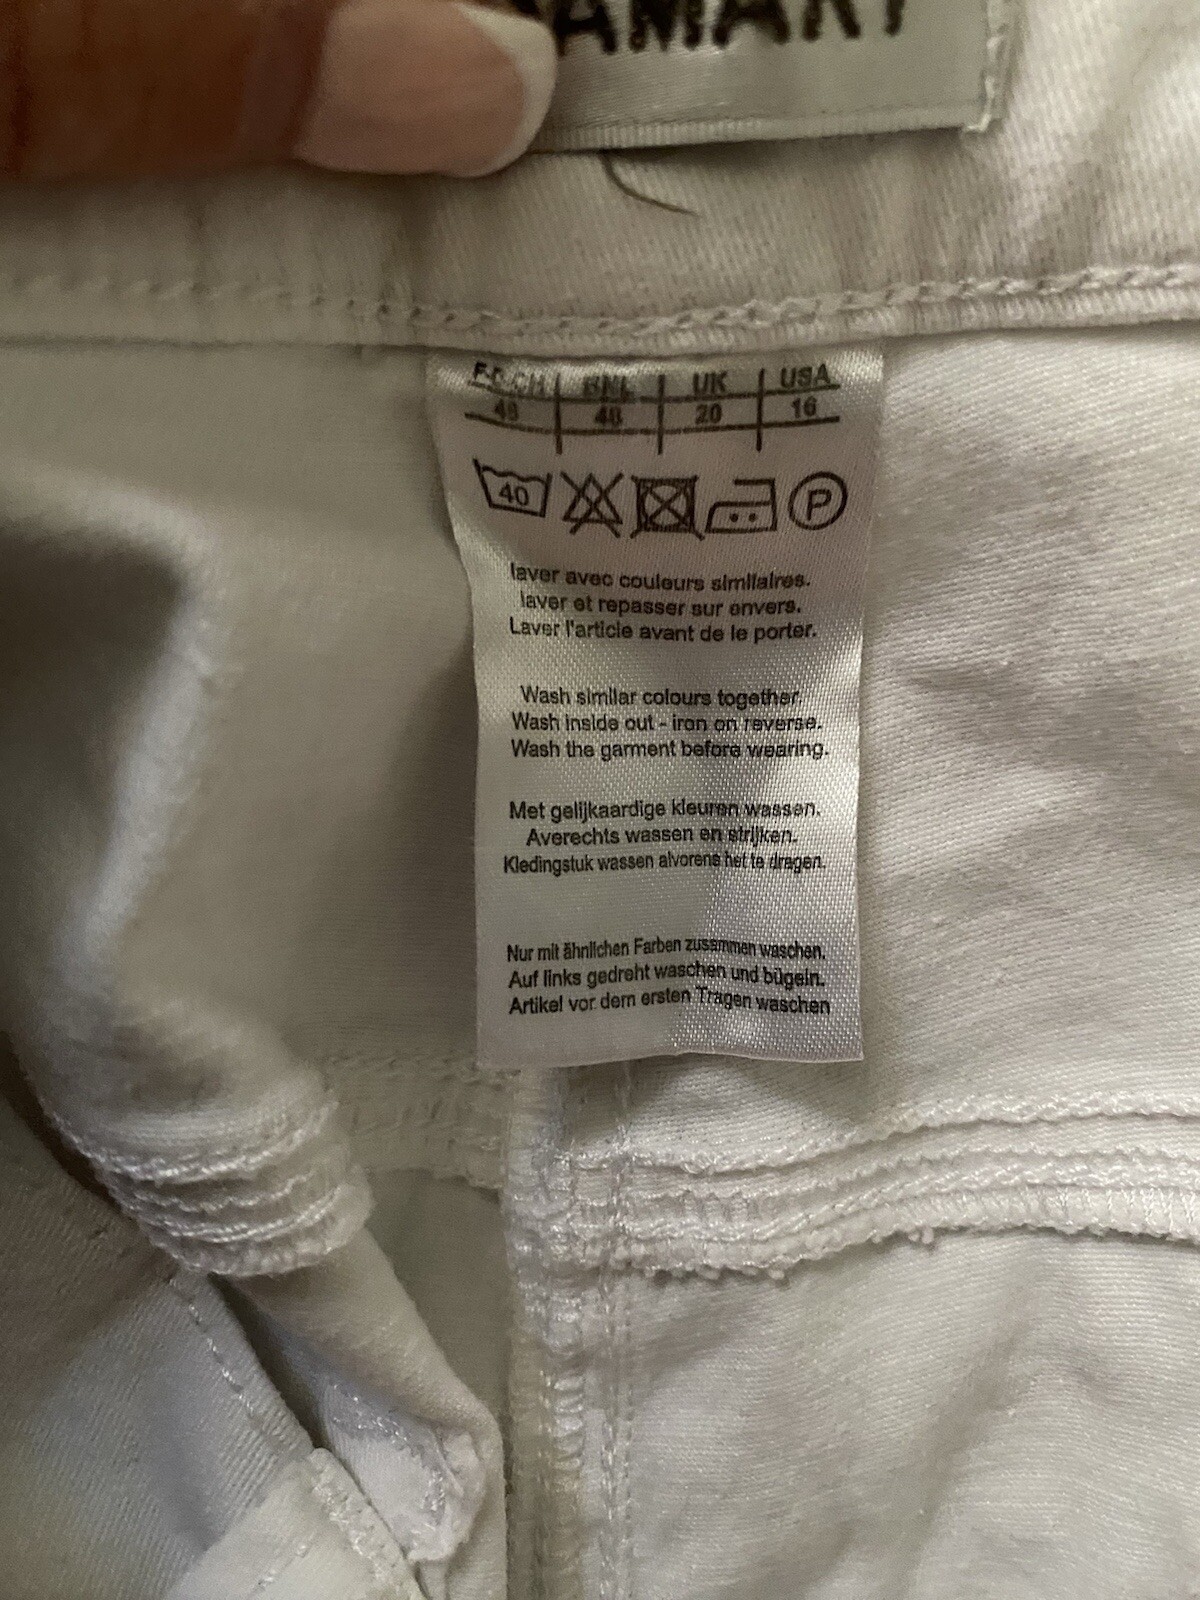 AMART
F-E-CH BNL UK USA
48 48 20 16
40 P
laver avec couleurs similaires.
laver et repasser sur envers.
Laver l'article avant de le porter.
Wash similar colours together.
Wash inside out - iron on reverse.
Wash the garment before wearing.
Met gelijkaardige kleuren wassen.
Averechts wassen en strijken.
Kledingstuk wassen alvorens het te dragen.
Nur mit ähnlichen Farben zusammen waschen.
Auf links gedreht waschen und bügeln.
Artikel vor dem ersten Tragen waschen